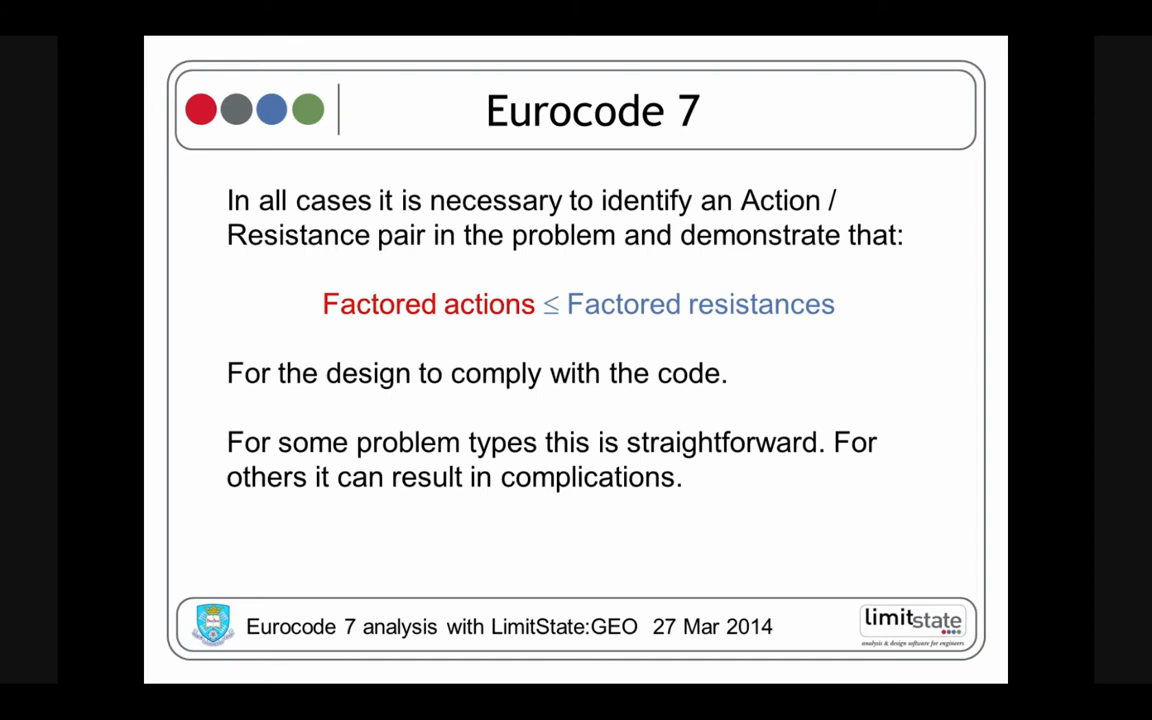 Eurocode 7
In all cases it is necessary to identify an Action /
Resistance pair in the problem and demonstrate that:
Factored actions ≤ Factored resistances
For the design to comply with the code.
For some problem types this is straightforward. For
others it can result in complications.
Eurocode 7 analysis with LimitState:GEO 27 Mar 2014
limitstate
analysis & design software for engineers